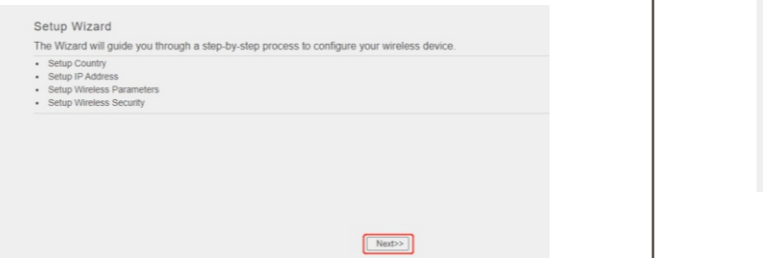 Setup Wizard
The Wizard will guide you through a step-by-step process to configure your wireless device.
• Setup Country
• Setup IP Address
• Setup Wireless Parameters
• Setup Wireless Security
Next>>